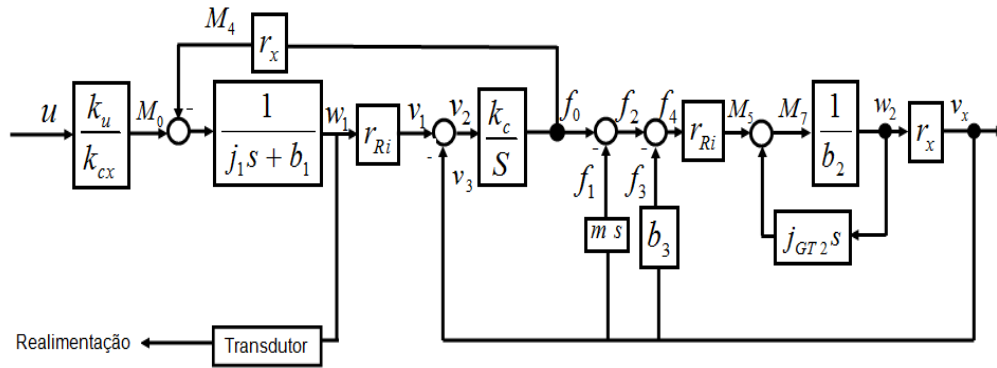 M4
rx
-
u
ku
kcx
M0
1
j1s + b1
w1
rRi
v1
v2
-
v3
kc
S
f0
f2
-
f1
m s
f4
-
f3
b3
rRi
M5
M7
1
b2
w2
jGT2s
rx
vx
Realimentação
Transdutor